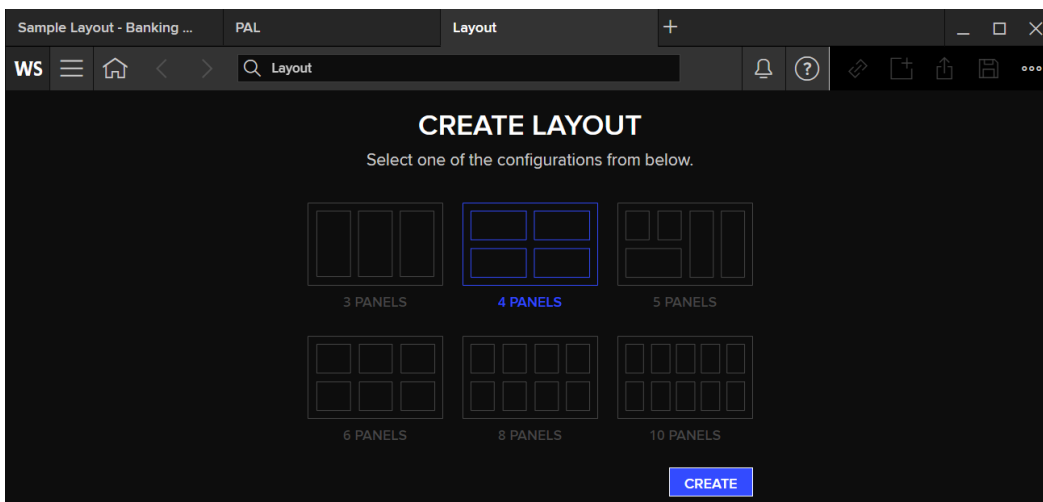 Sample Layout - Banking ...
PAL
Layout
WS
Layout
CREATE LAYOUT
Select one of the configurations from below.
3 PANELS
4 PANELS
5 PANELS
6 PANELS
8 PANELS
10 PANELS
CREATE